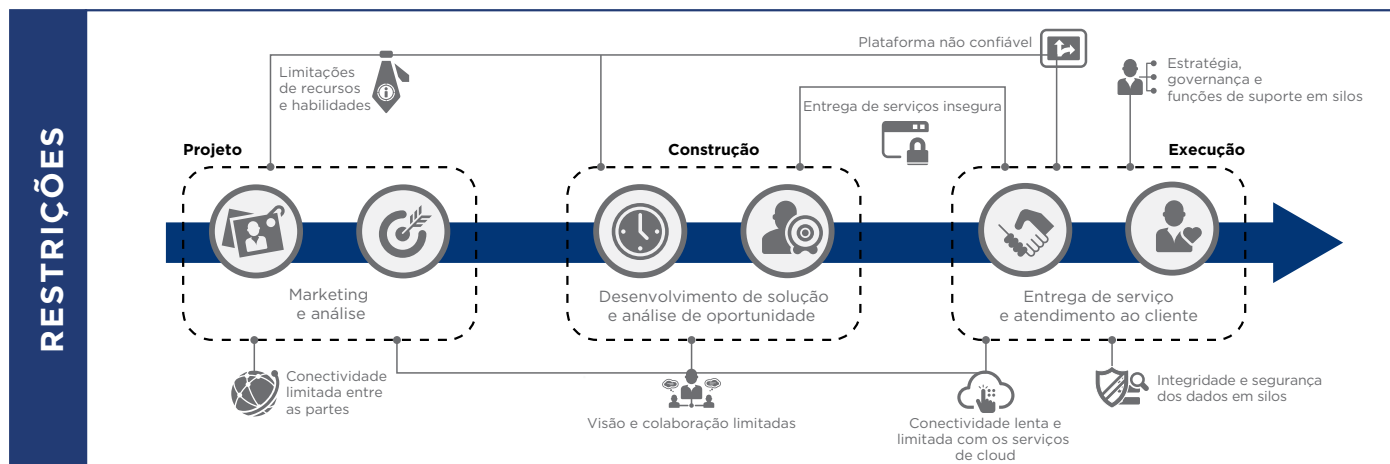 RESTRIÇÕES
Plataforma não confiável
Limitações
de recursos
e habilidades
Estratégia,
governança e
funções de suporte em silos
Entrega de serviços insegura
Projeto
Construção
Execução
Marketing
e análise
Desenvolvimento de solução
e análise de oportunidade
Entrega de serviço
e atendimento ao cliente
Conectividade
limitada entre
as partes
Visão e colaboração limitadas
Conectividade lenta e
limitada com os serviços
de cloud
Integridade e segurança
dos dados em silos